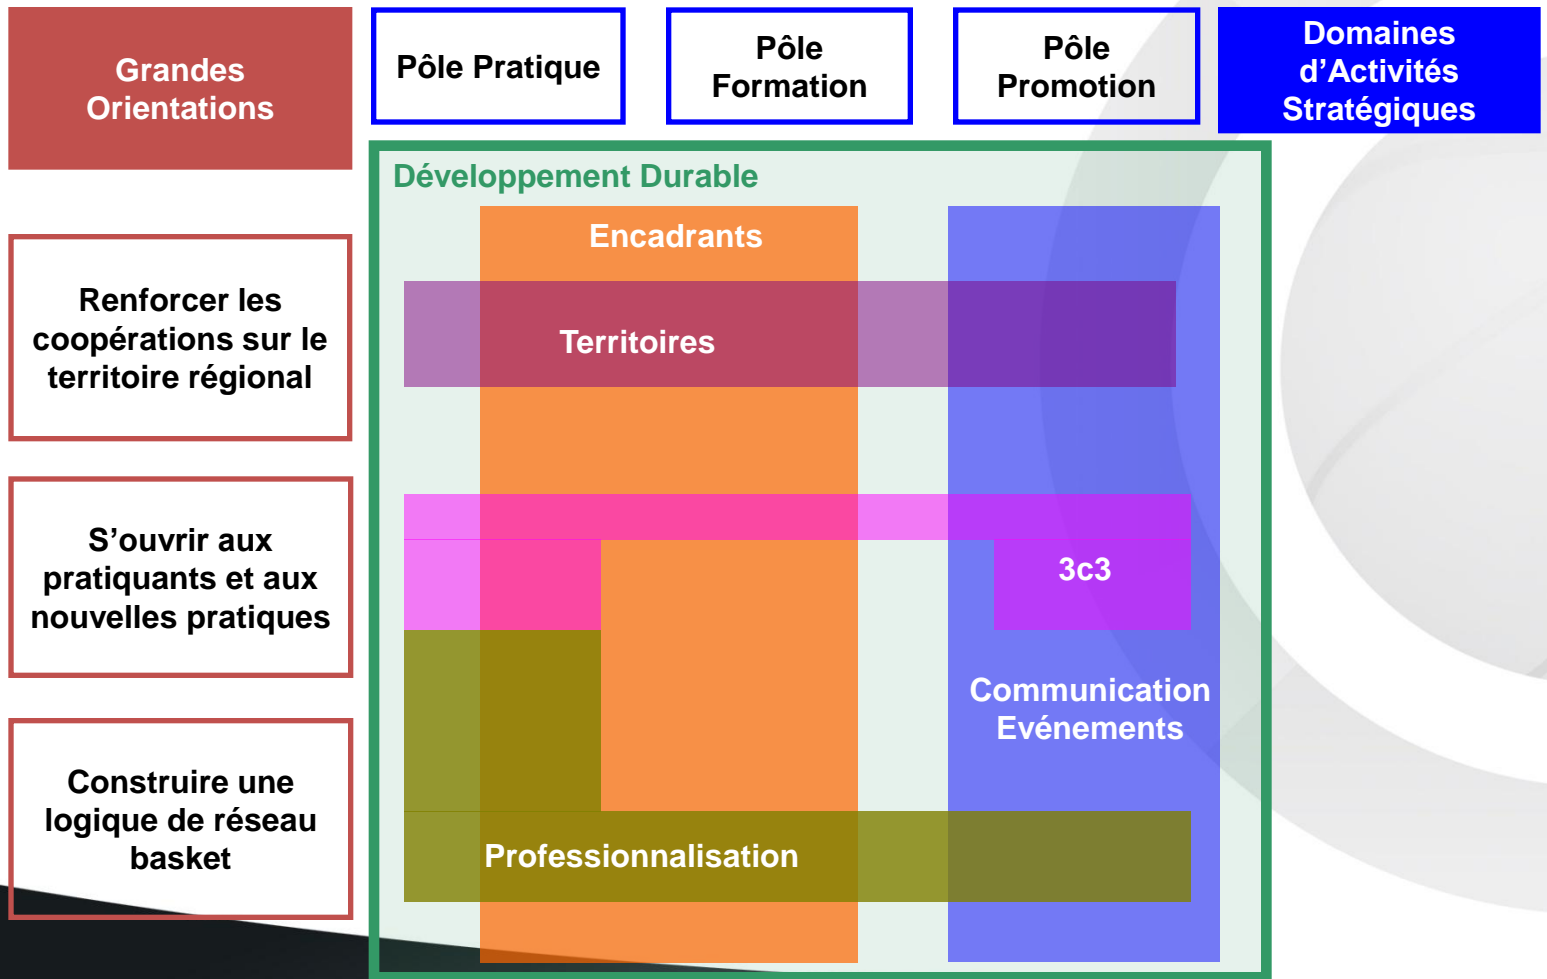 Grandes
Orientations
Pôle Pratique
Pôle
Formation
Pôle
Promotion
Domaines
d’Activités
Stratégiques
Développement Durable
Encadrants
Renforcer les
coopérations sur le
territoire régional
Territoires
S’ouvrir aux
pratiquants et aux
nouvelles pratiques
3c3
Communication
Evénements
Construire une
logique de réseau
basket
Professionnalisation